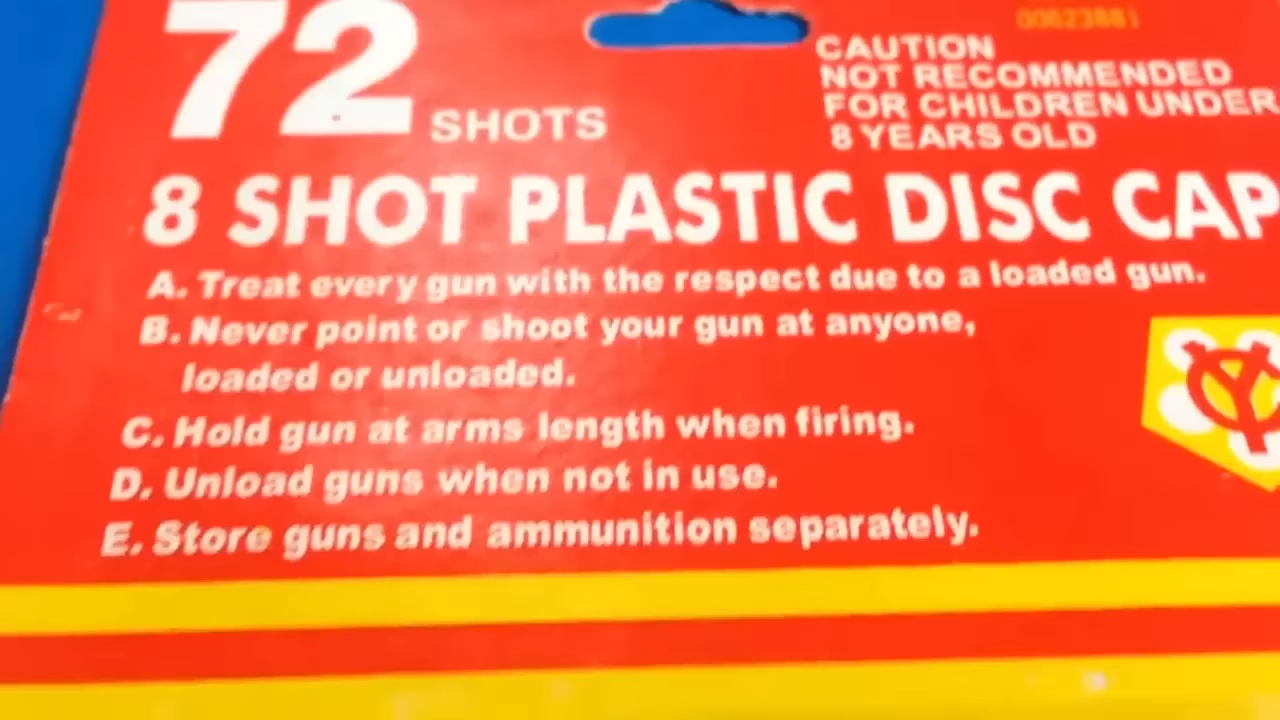 72 SHOTS
00623881
CAUTION
NOT RECOMMENDED
FOR CHILDREN UNDER
8 YEARS OLD
8 SHOT PLASTIC DISC CAP
A. Treat every gun with the respect due to a loaded gun.
B. Never point or shoot your gun at anyone,
loaded or unloaded.
C. Hold gun at arms length when firing.
D. Unload guns when not in use.
E. Store guns and ammunition separately.